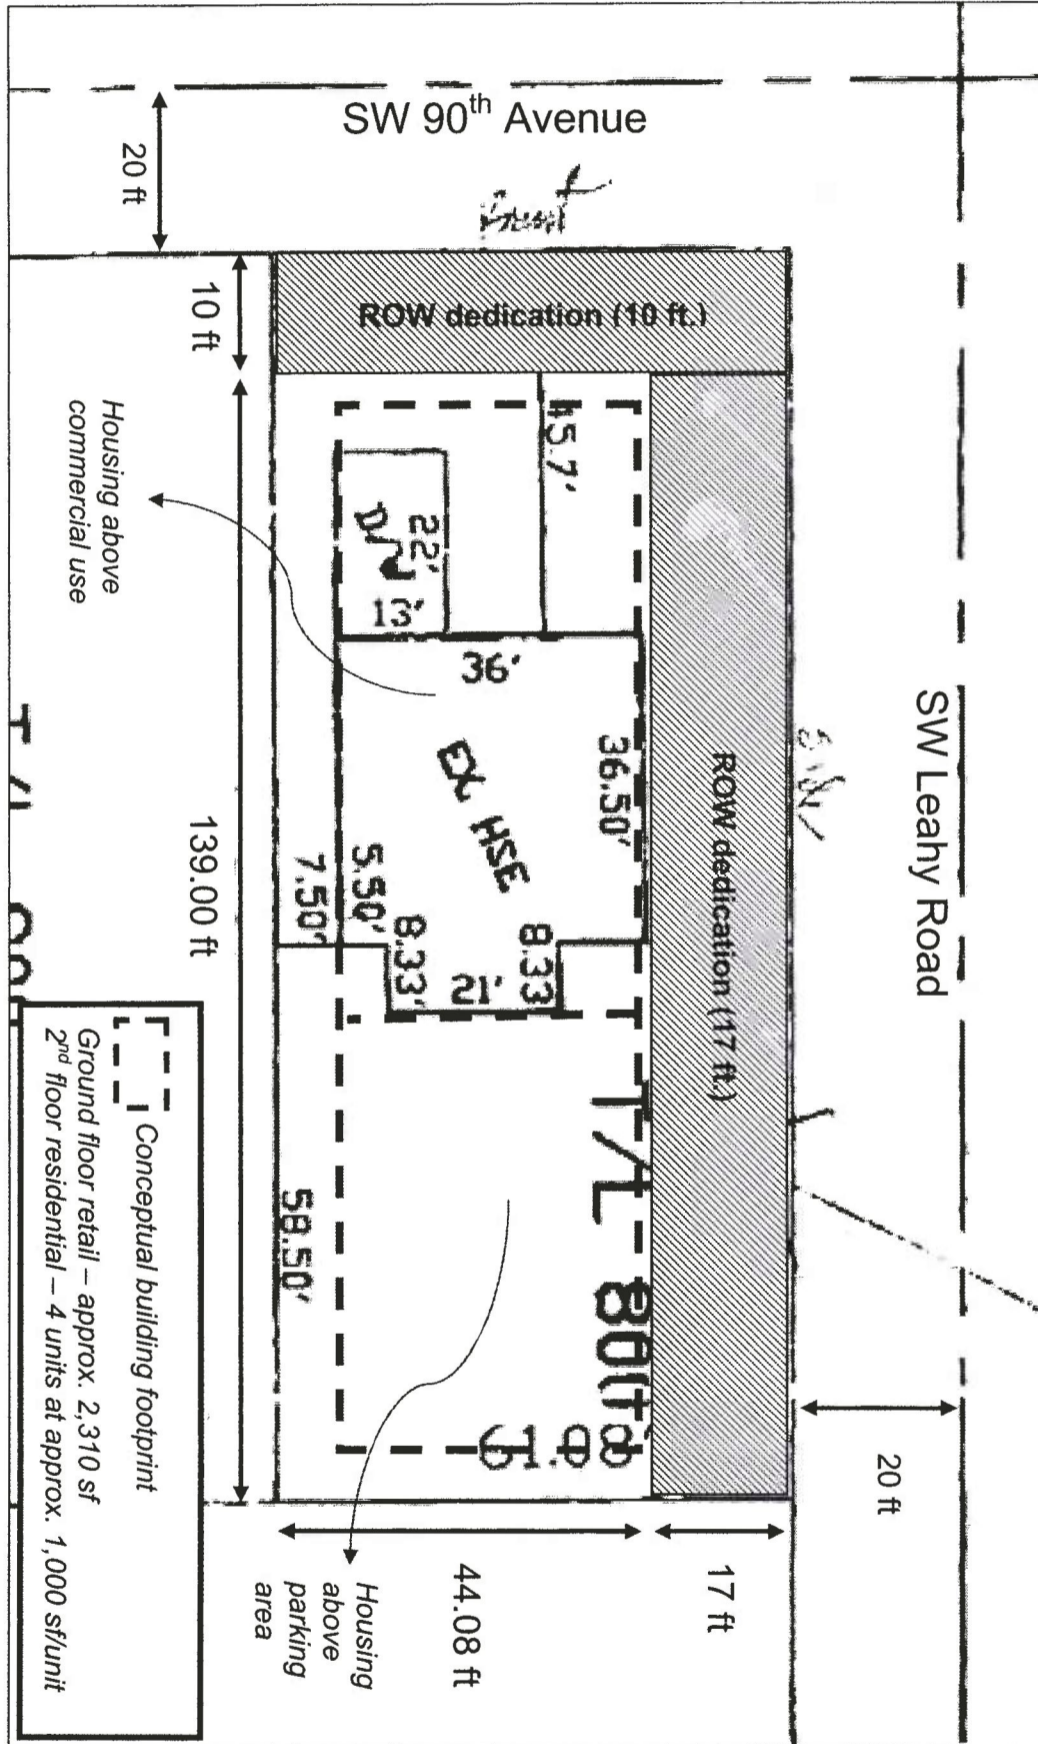 SW 90th Avenue
20 ft
Front
ROW dedication (10 ft.)
10 ft
SW Leahy Road
ROW dedication (17 ft.)
20 ft
17 ft
44.08 ft
139.00 ft
Housing above
commercial use
22'
13'
36'
36.50'
EX HSE
5.50'
7.50'
8.33'
8.33
21'
58.50'
T/L
61.08'
Housing
above
parking
area
Conceptual building footprint
Ground floor retail – approx. 2,310 sf
2nd floor residential – 4 units at approx. 1,000 sf/unit